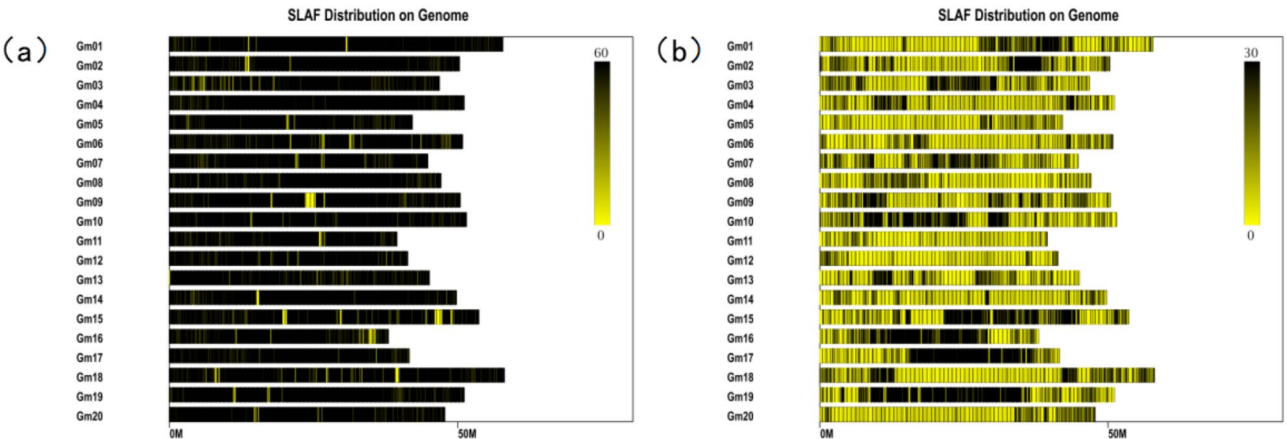 (a)
SLAF Distribution on Genome
Gm01
Gm02
Gm03
Gm04
Gm05
Gm06
Gm07
Gm08
Gm09
Gm10
Gm11
Gm12
Gm13
Gm14
Gm15
Gm16
Gm17
Gm18
Gm19
Gm20
60
0
0M
50M
(b)
SLAF Distribution on Genome
Gm01
Gm02
Gm03
Gm04
Gm05
Gm06
Gm07
Gm08
Gm09
Gm10
Gm11
Gm12
Gm13
Gm14
Gm15
Gm16
Gm17
Gm18
Gm19
Gm20
30
0
0M
50M